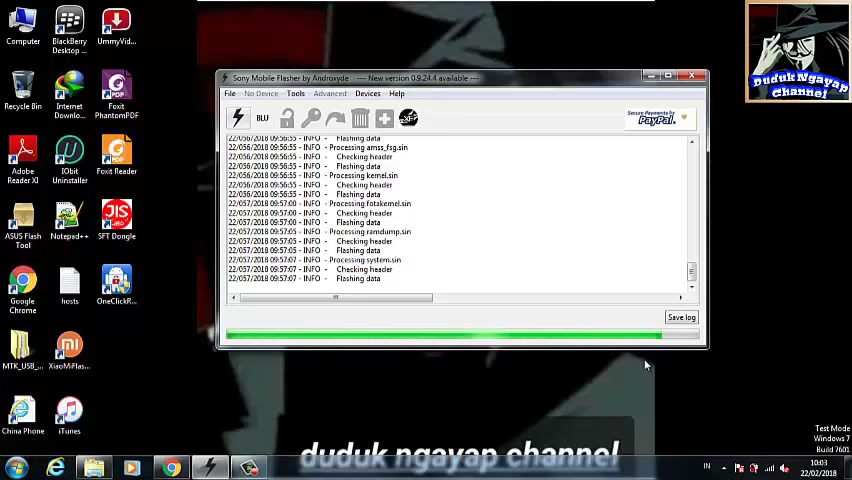 Computer
BlackBerry
Desktop ...
UmmyVid...
Recycle Bin
Internet
Downlo...
Foxit
PhantomPDF
Adobe
Reader XI
IObit
Uninstaller
Foxit Reader
ASUS Flash
Tool
Notepad++
JIS
SFT Dongle
Google
Chrome
hosts
OneClickR...
MTK_USB_...
XiaoMiFlas...
China Phone
iTunes
Duduk Ngayap
Channel
Sony Mobile Flasher by Androxyde --- New version 0.9.24.4 available ---
File No Device Tools Advanced Devices Help
BLU
Secure Payments by
PayPal
22/056/2018 09:56:55 - INFO - Flashing data
22/056/2018 09:56:55 - INFO - Processing amss_fsg.sin
22/056/2018 09:56:55 - INFO - Checking header
22/056/2018 09:56:55 - INFO - Flashing data
22/056/2018 09:56:55 - INFO - Processing kernel.sin
22/056/2018 09:56:55 - INFO - Checking header
22/056/2018 09:56:55 - INFO - Flashing data
22/057/2018 09:57:00 - INFO - Processing fotakernel.sin
22/057/2018 09:57:00 - INFO - Checking header
22/057/2018 09:57:00 - INFO - Flashing data
22/057/2018 09:57:05 - INFO - Processing ramdump.sin
22/057/2018 09:57:05 - INFO - Checking header
22/057/2018 09:57:05 - INFO - Flashing data
22/057/2018 09:57:07 - INFO - Processing system.sin
22/057/2018 09:57:07 - INFO - Checking header
22/057/2018 09:57:07 - INFO - Flashing data
Save log
duduk ngayap channel
Test Mode
Windows 7
Build 7601
IN
10:03
22/02/2018